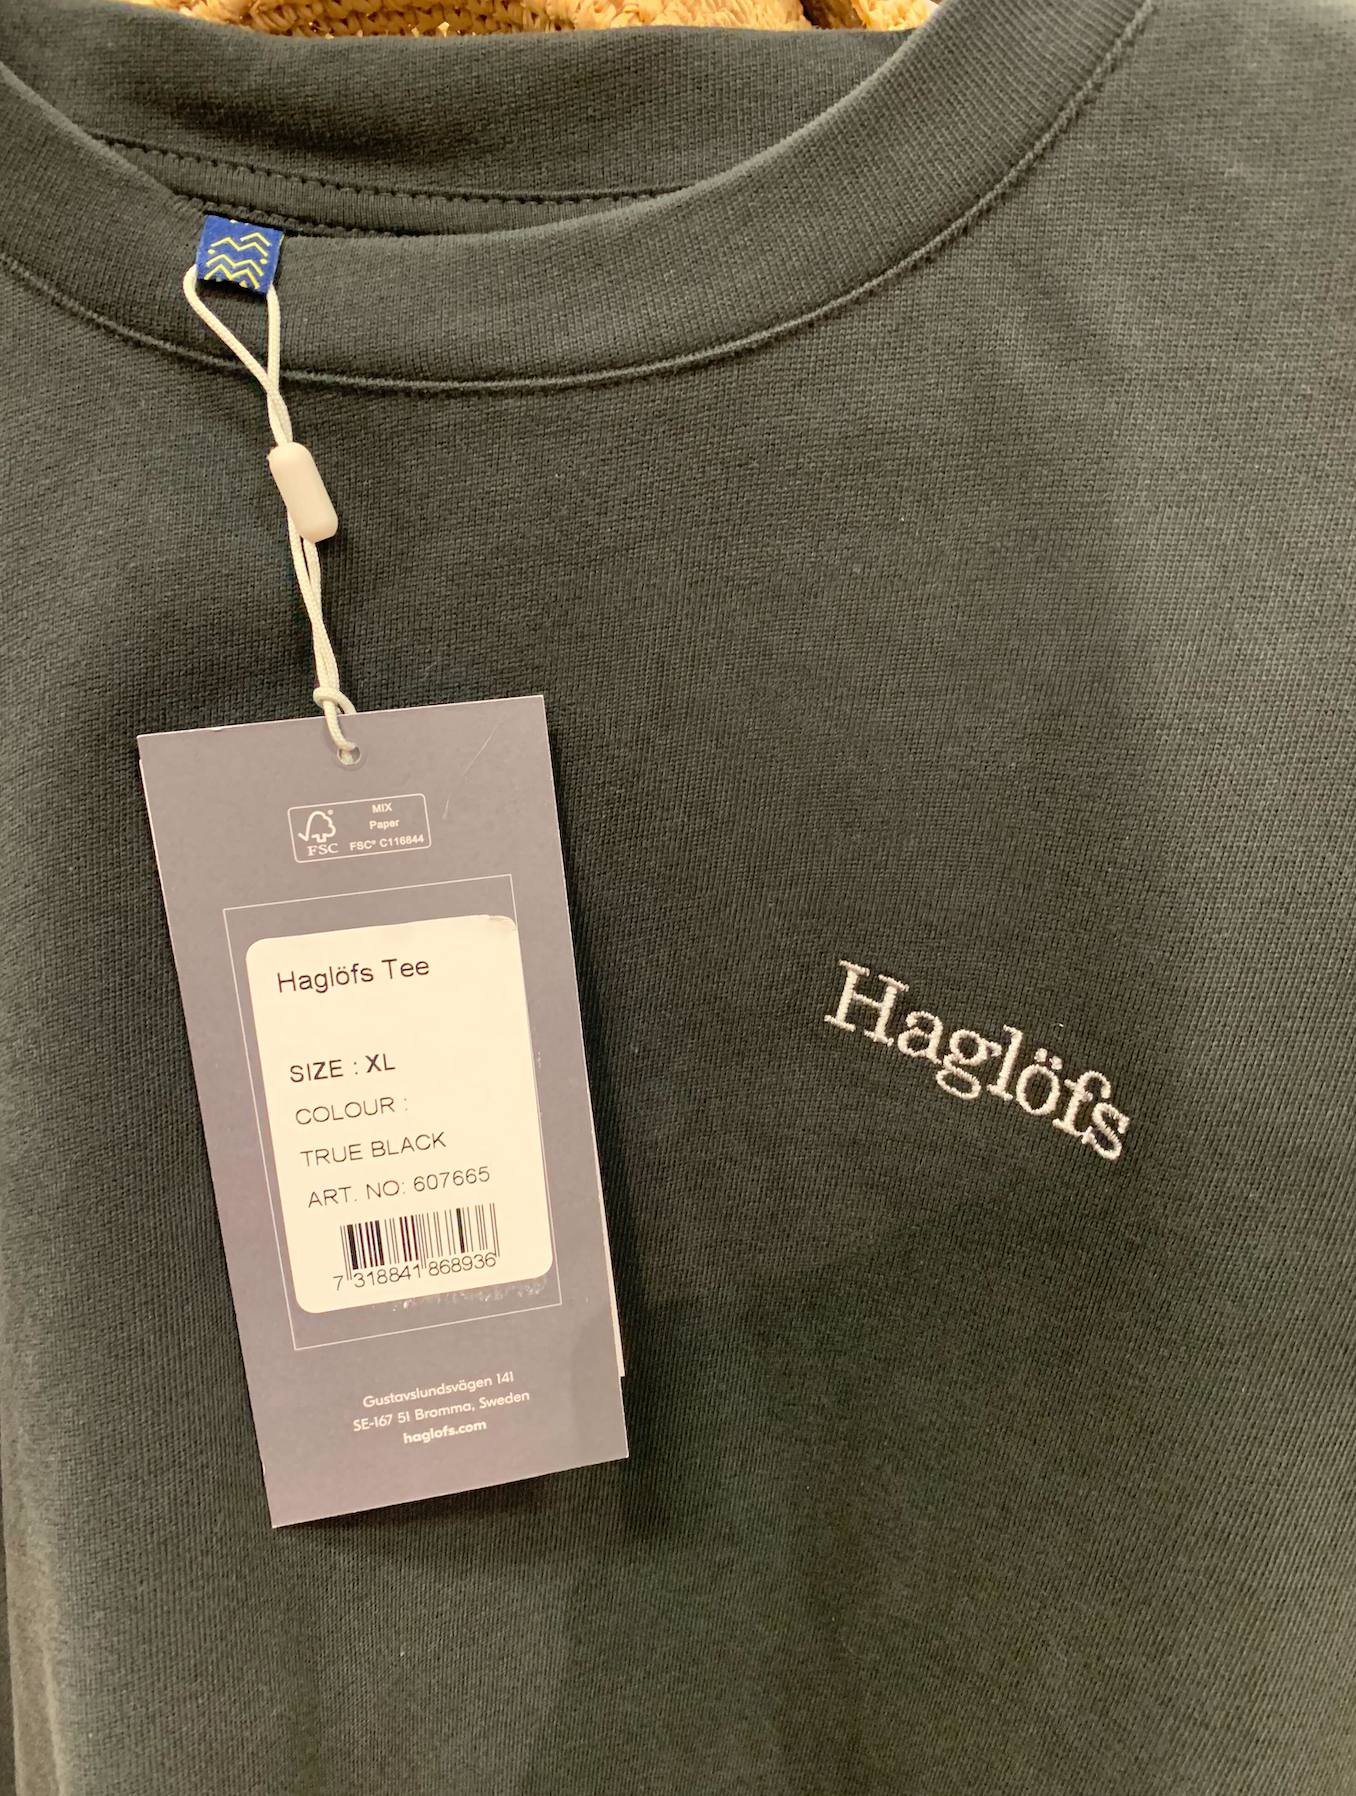 MIX
Paper
FSC® C116844
FSC
Haglöfs Tee
SIZE : XL
COLOUR :
TRUE BLACK
ART. NO: 607665
7 318841 868936
Gustavslundsvägen 141
SE-167 51 Bromma, Sweden
haglofs.com
Haglöfs